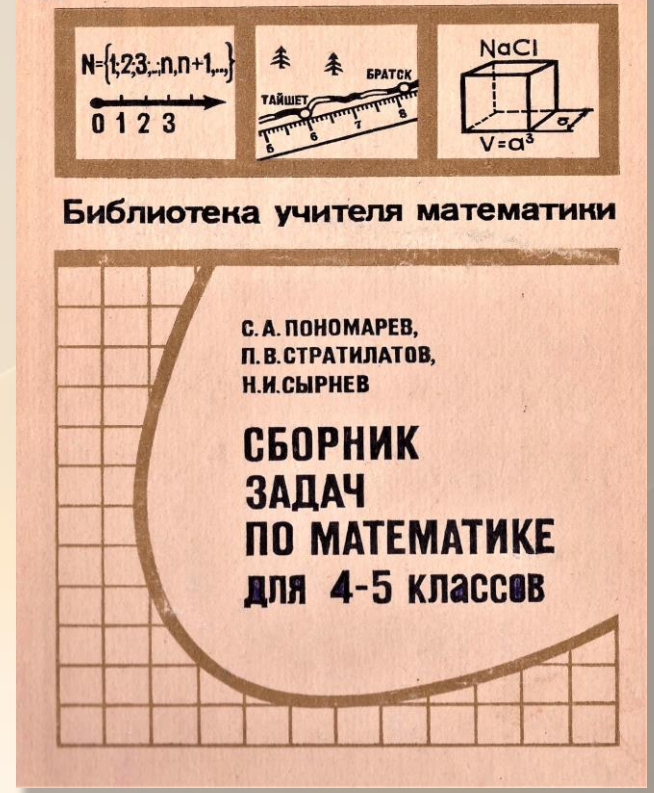 N={1;2;3;..;n,n+1,..,}
0 1 2 3
ТАЙШЕТ
БРАТСК
5 6 7 8
NaCl
a
V=a³
Библиотека учителя математики
С. А. ПОНОМАРЕВ,
П. В. СТРАТИЛАТОВ,
Н. И. СЫРНЕВ
СБОРНИК
ЗАДАЧ
ПО МАТЕМАТИКЕ
для 4-5 классов